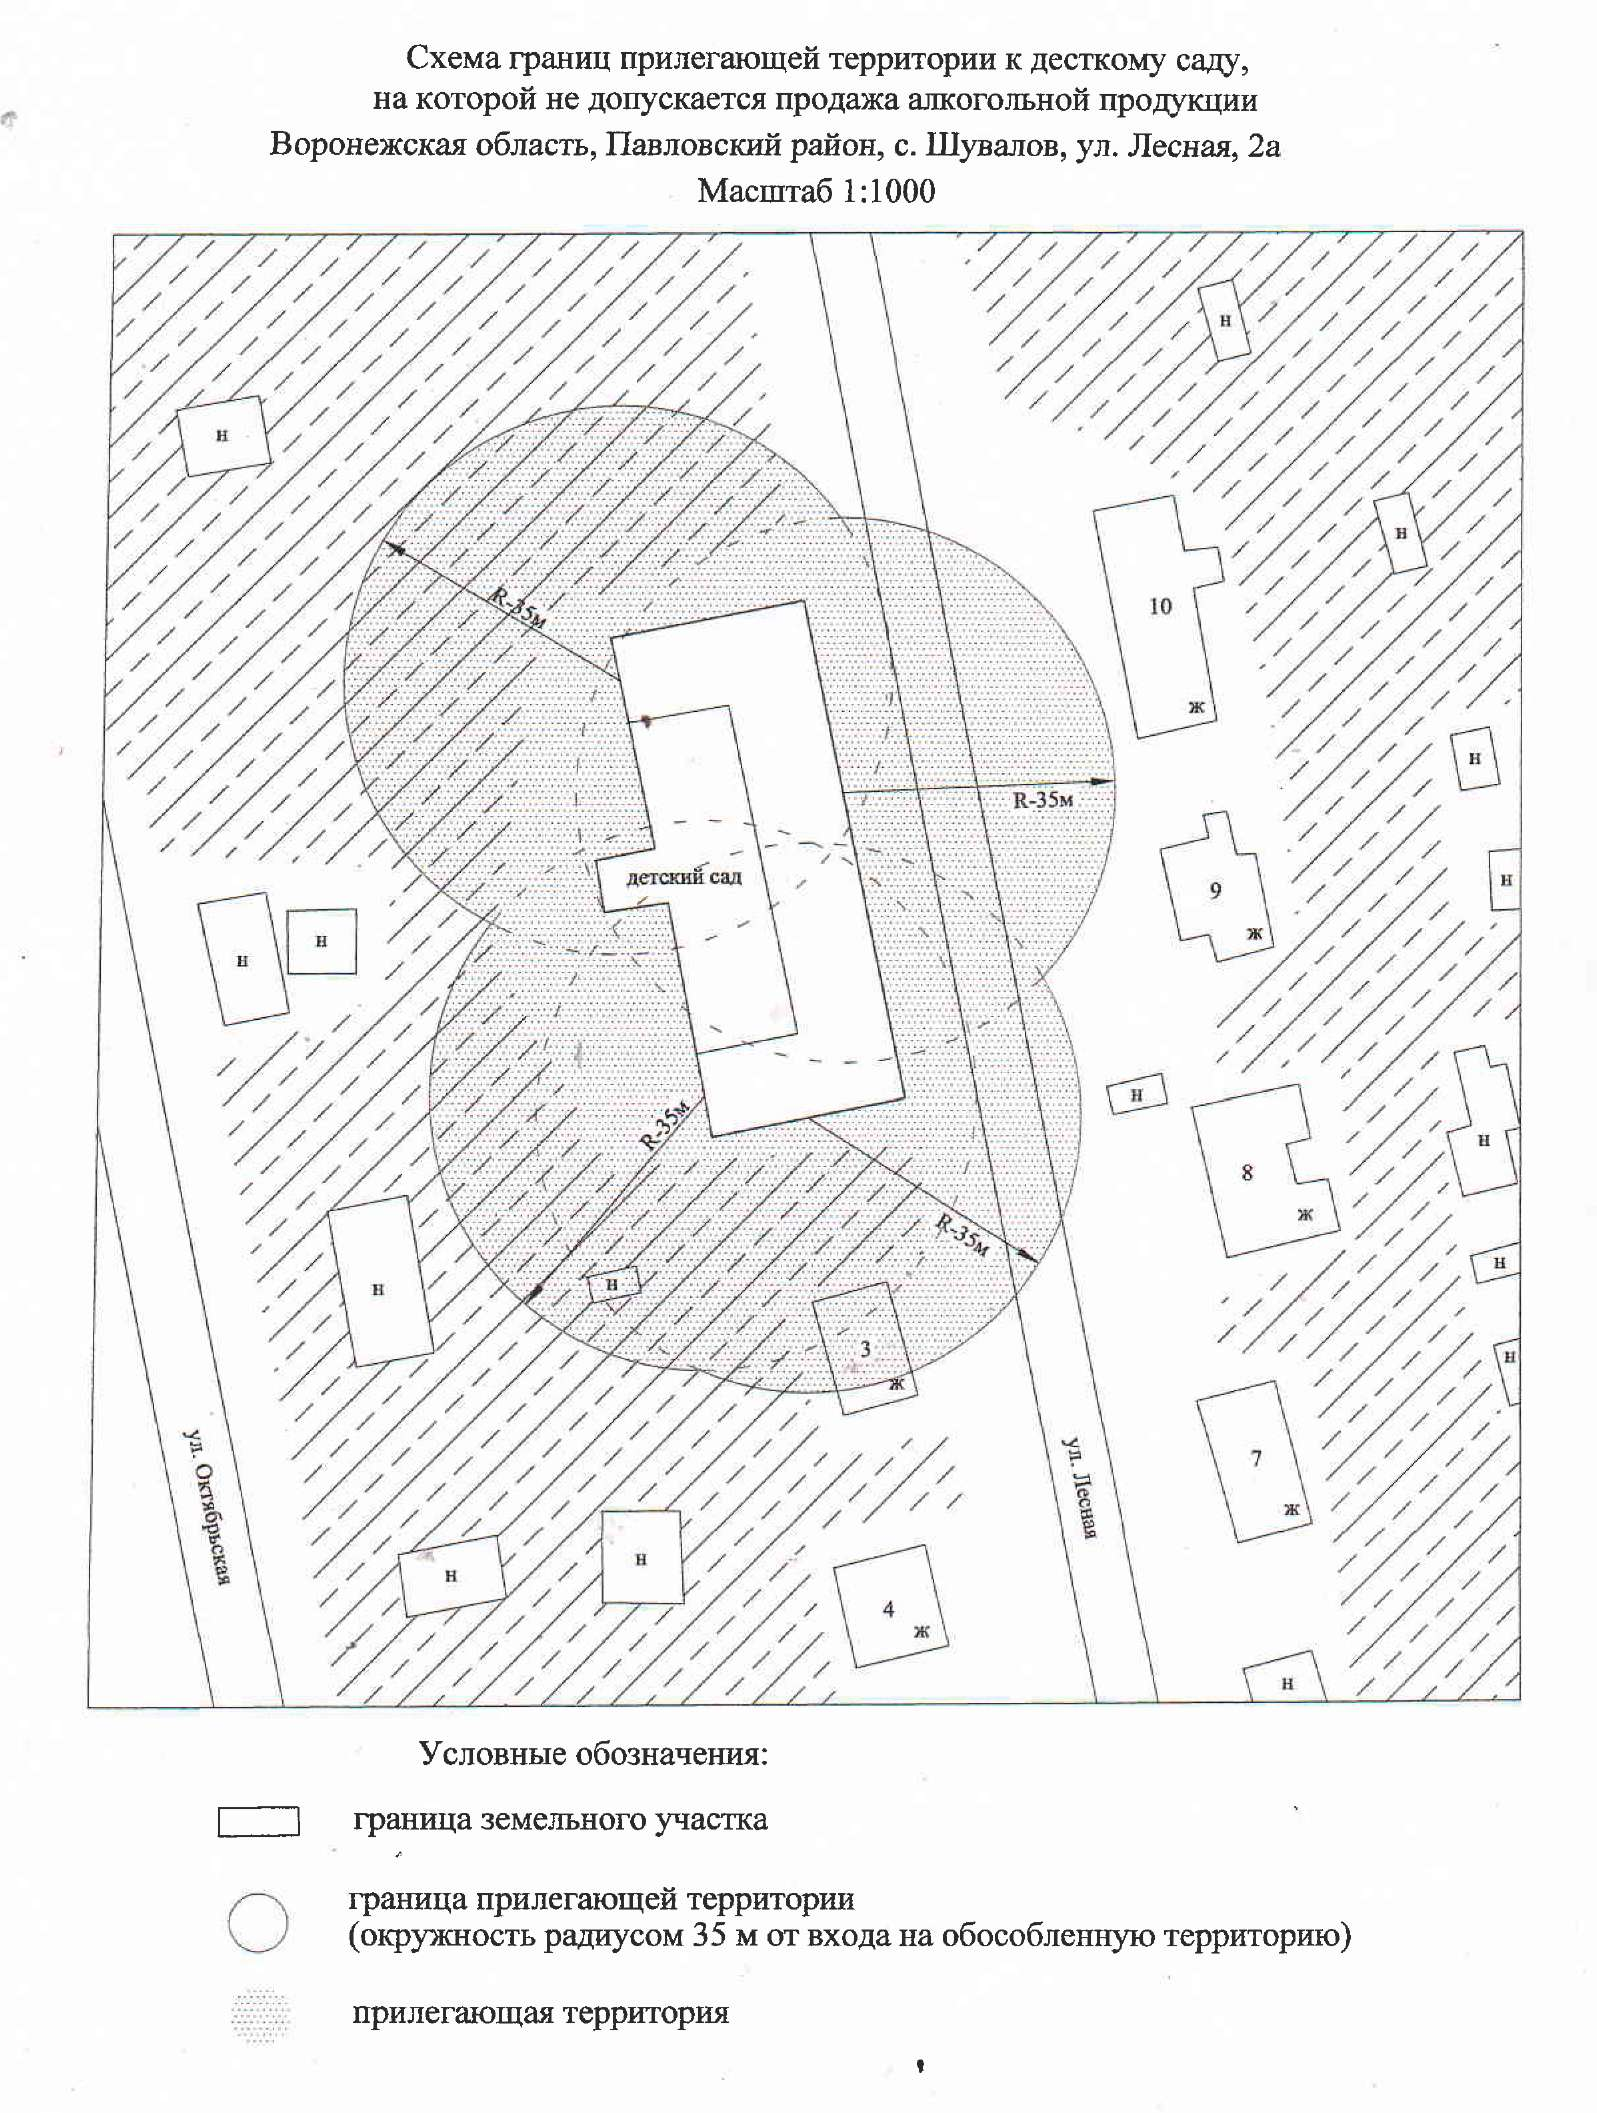 Схема границ прилегающей территории к десткому саду,
на которой не допускается продажа алкогольной продукции
Воронежская область, Павловский район, с. Шувалов, ул. Лесная, 2а
Масштаб 1:1000
н
н
н
R-35м
10
ж
н
R-35м
9
ж
н
детский сад
н
н
н
8
ж
н
R-35м
R-35м
н
н
н
3
ж
н
7
ж
ул. Октябрьская
ул. Лесная
н
н
4
ж
н
Условные обозначения:
граница земельного участка
граница прилегающей территории
(окружность радиусом 35 м от входа на обособленную территорию)
прилегающая территория